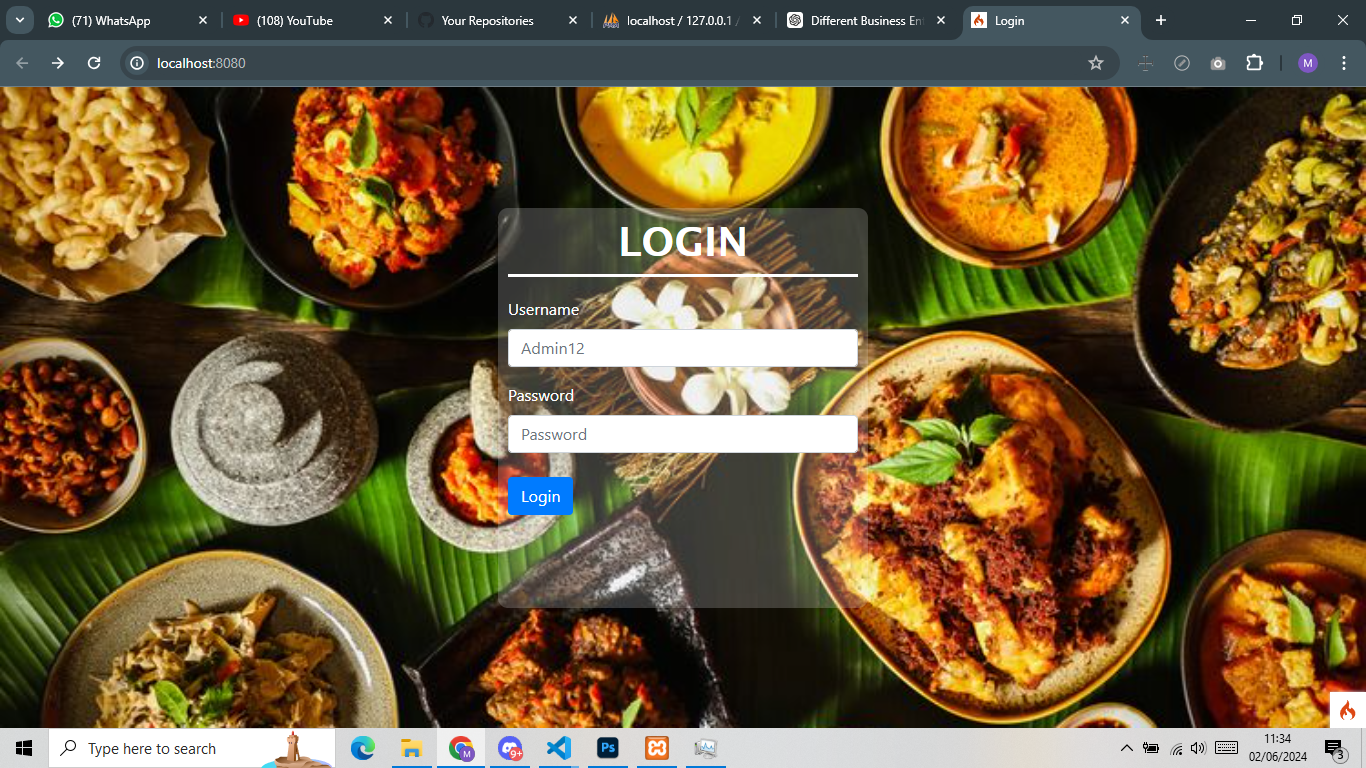 (71) WhatsApp
(108) YouTube
Your Repositories
localhost / 127.0.0.1 /
Different Business En
Login
localhost:8080
M
LOGIN
Username
Admin12
Password
Password
Login
Type here to search
M
9+
Ps
11:34
02/06/2024
3